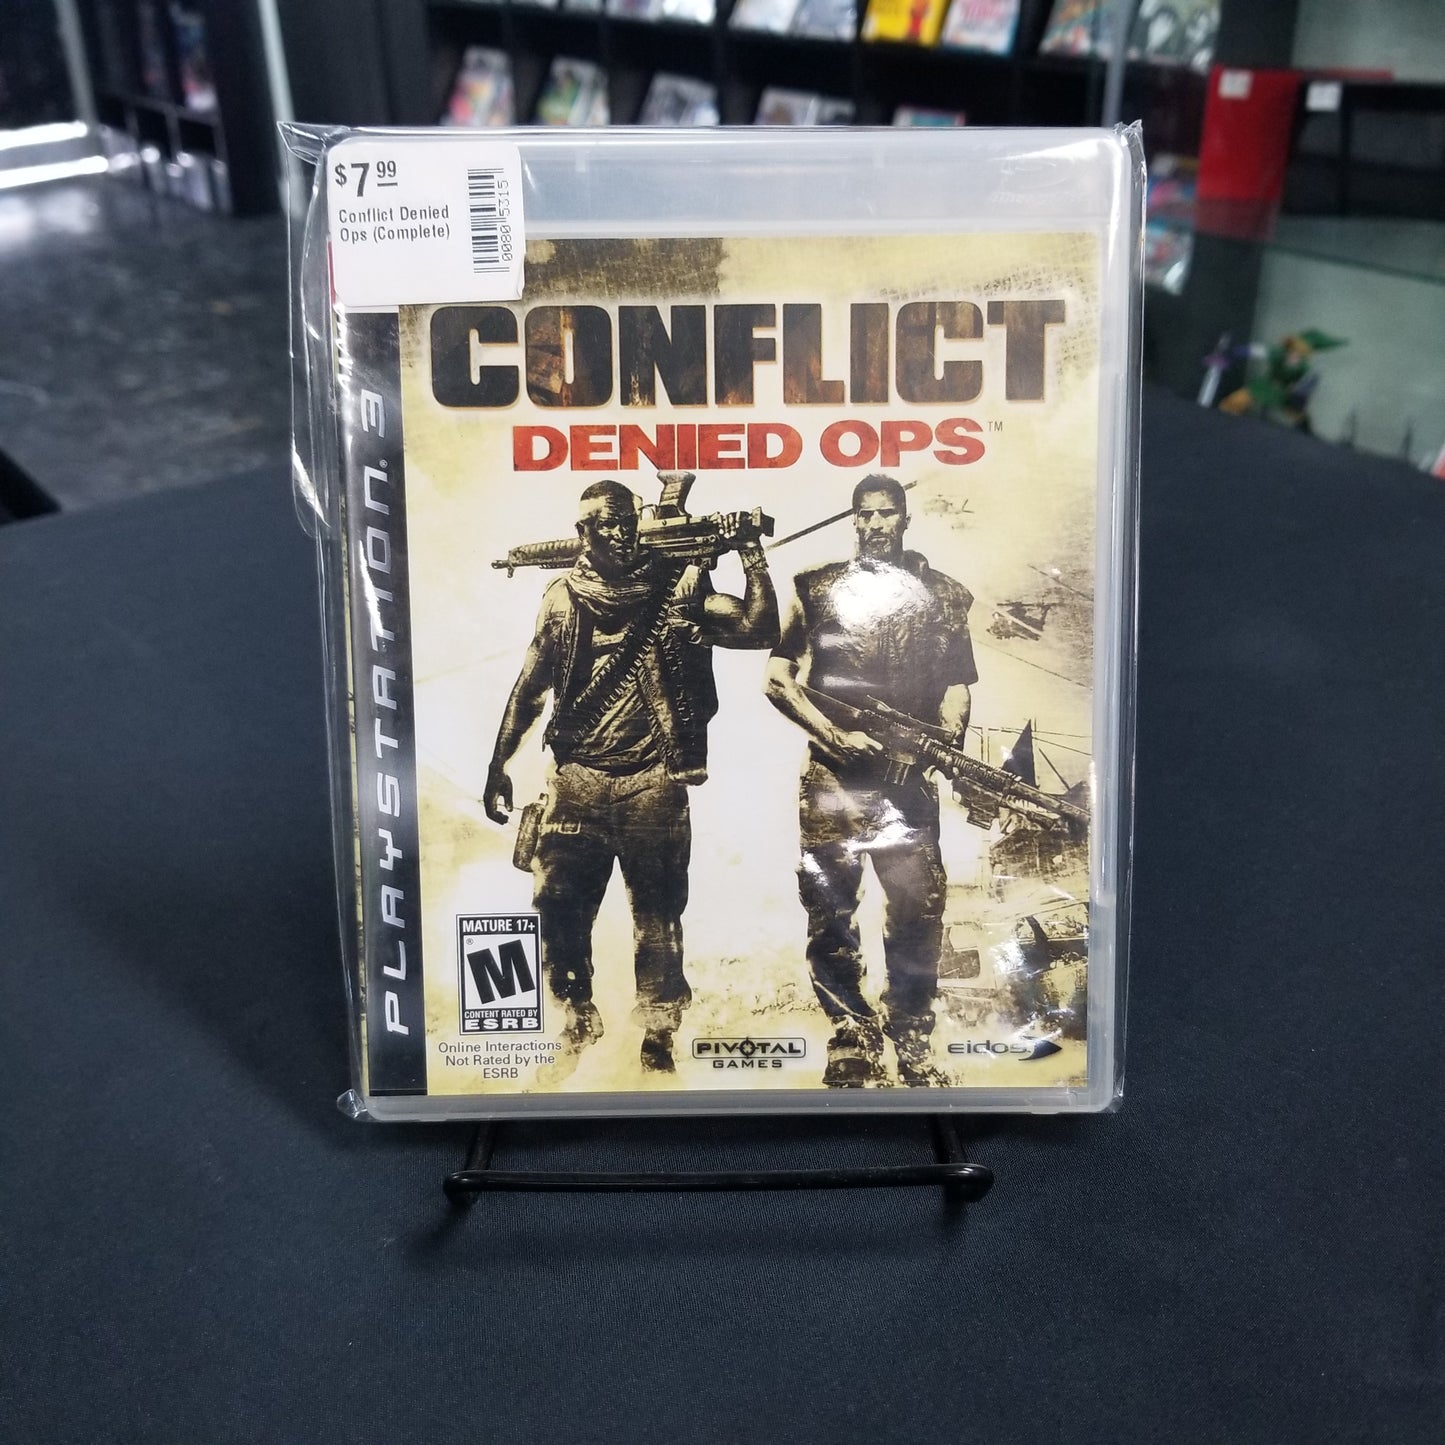 $7.99
Conflict Denied
Ops (Complete)
00805315
CONFLICT
DENIED OPS™
PLAYSTATION®3
MATURE 17+
M®
CONTENT RATED BY
ESRB
Online Interactions
Not Rated by the
ESRB
PIVOTAL
GAMES
eidos